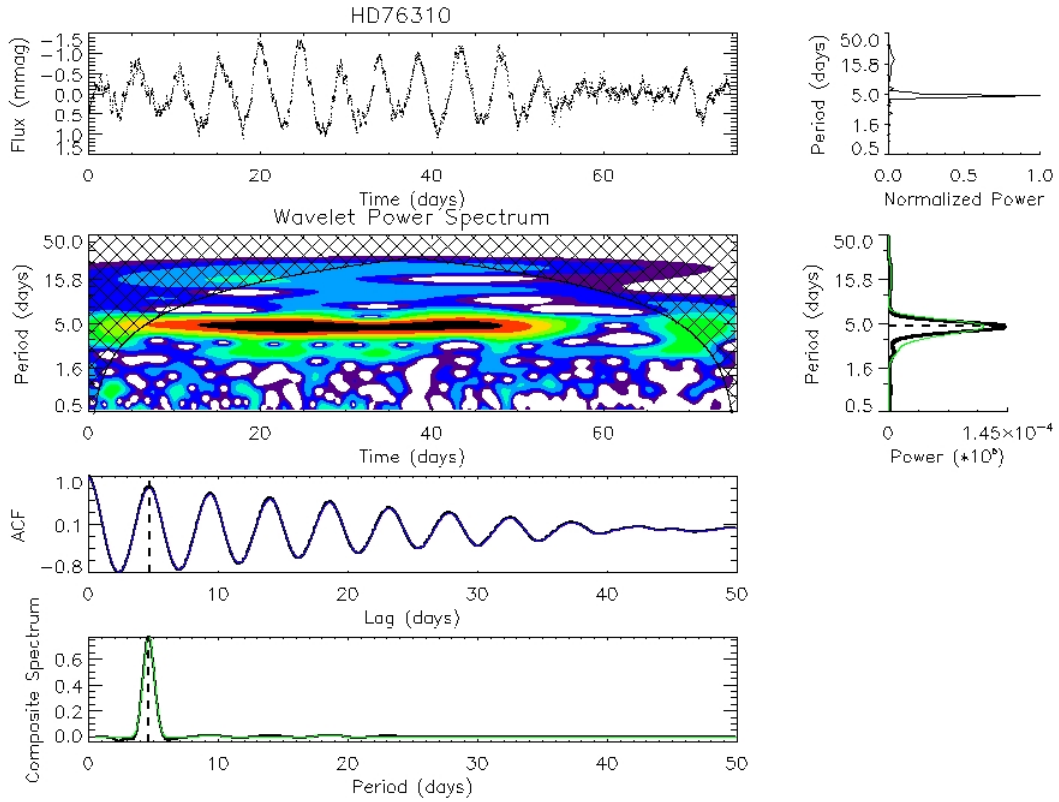 HD76310
Flux (mmag)
-1.5
-1.0
-0.5
0.0
0.5
1.0
1.5
0 20 40 60
Time (days)
Period (days)
50.0
15.8
5.0
1.6
0.5
0.0 0.5 1.0
Normalized Power
Wavelet Power Spectrum
Period (days)
50.0
15.8
5.0
1.6
0.5
0 20 40 60
Time (days)
Period (days)
50.0
15.8
5.0
1.6
0.5
0 1.45×10⁻⁴
ACF
1.0
0.1
-0.8
0 10 20 30 40 50
Lag (days)
Composite Spectrum
0.6
0.4
0.2
0.0
0 10 20 30 40 50
Period (days)